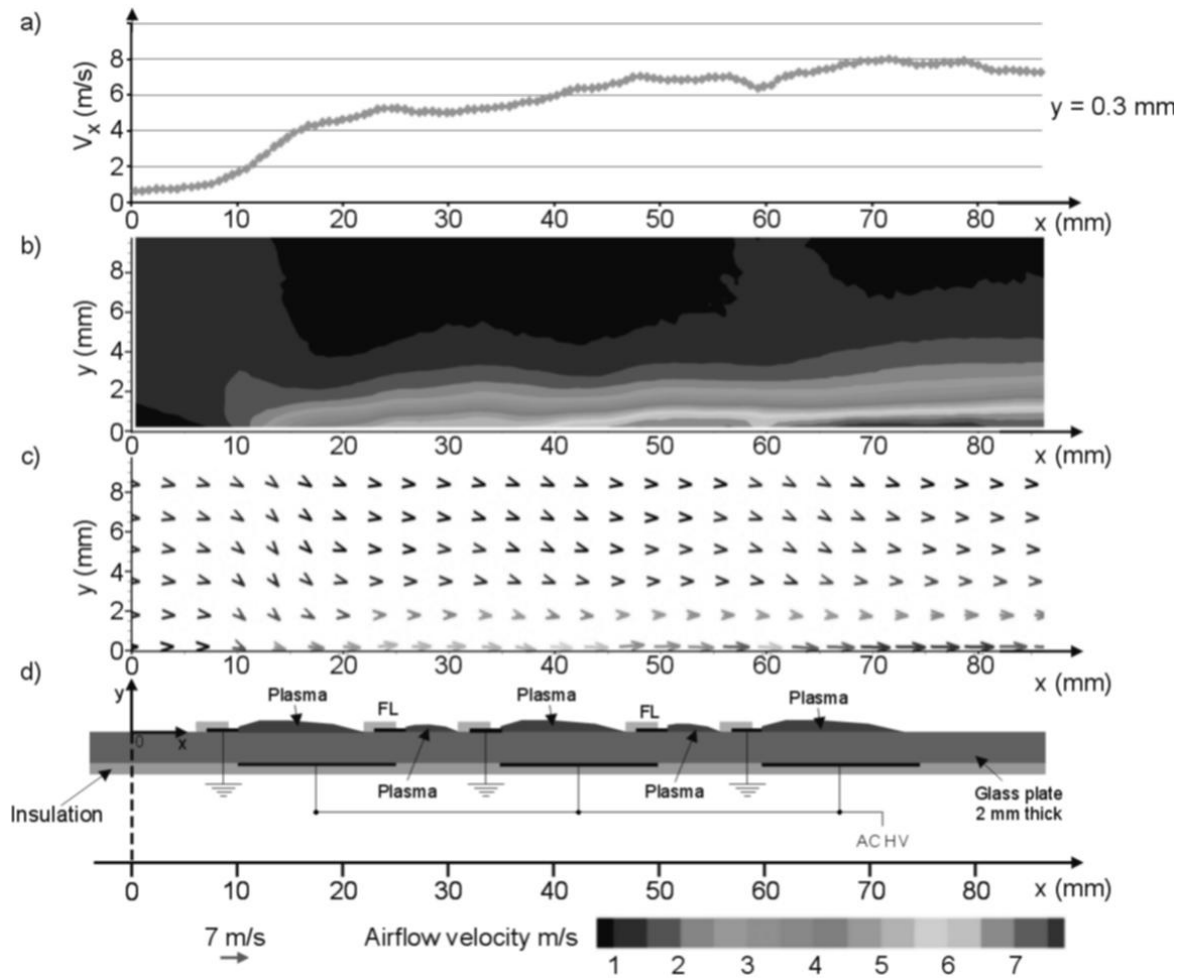 a)
V_x (m/s)
8
6
4
2
0
y = 0.3 mm
0 10 20 30 40 50 60 70 80 x (mm)
b)
y (mm)
8
6
4
2
0
0 10 20 30 40 50 60 70 80 x (mm)
c)
y (mm)
8
6
4
2
0
0 10 20 30 40 50 60 70 80 x (mm)
d)
y
0 x
Plasma
FL
Plasma
FL
Plasma
Insulation
Plasma
Plasma
Glass plate
2 mm thick
AC HV
0 10 20 30 40 50 60 70 80 x (mm)
7 m/s
Airflow velocity m/s
1 2 3 4 5 6 7